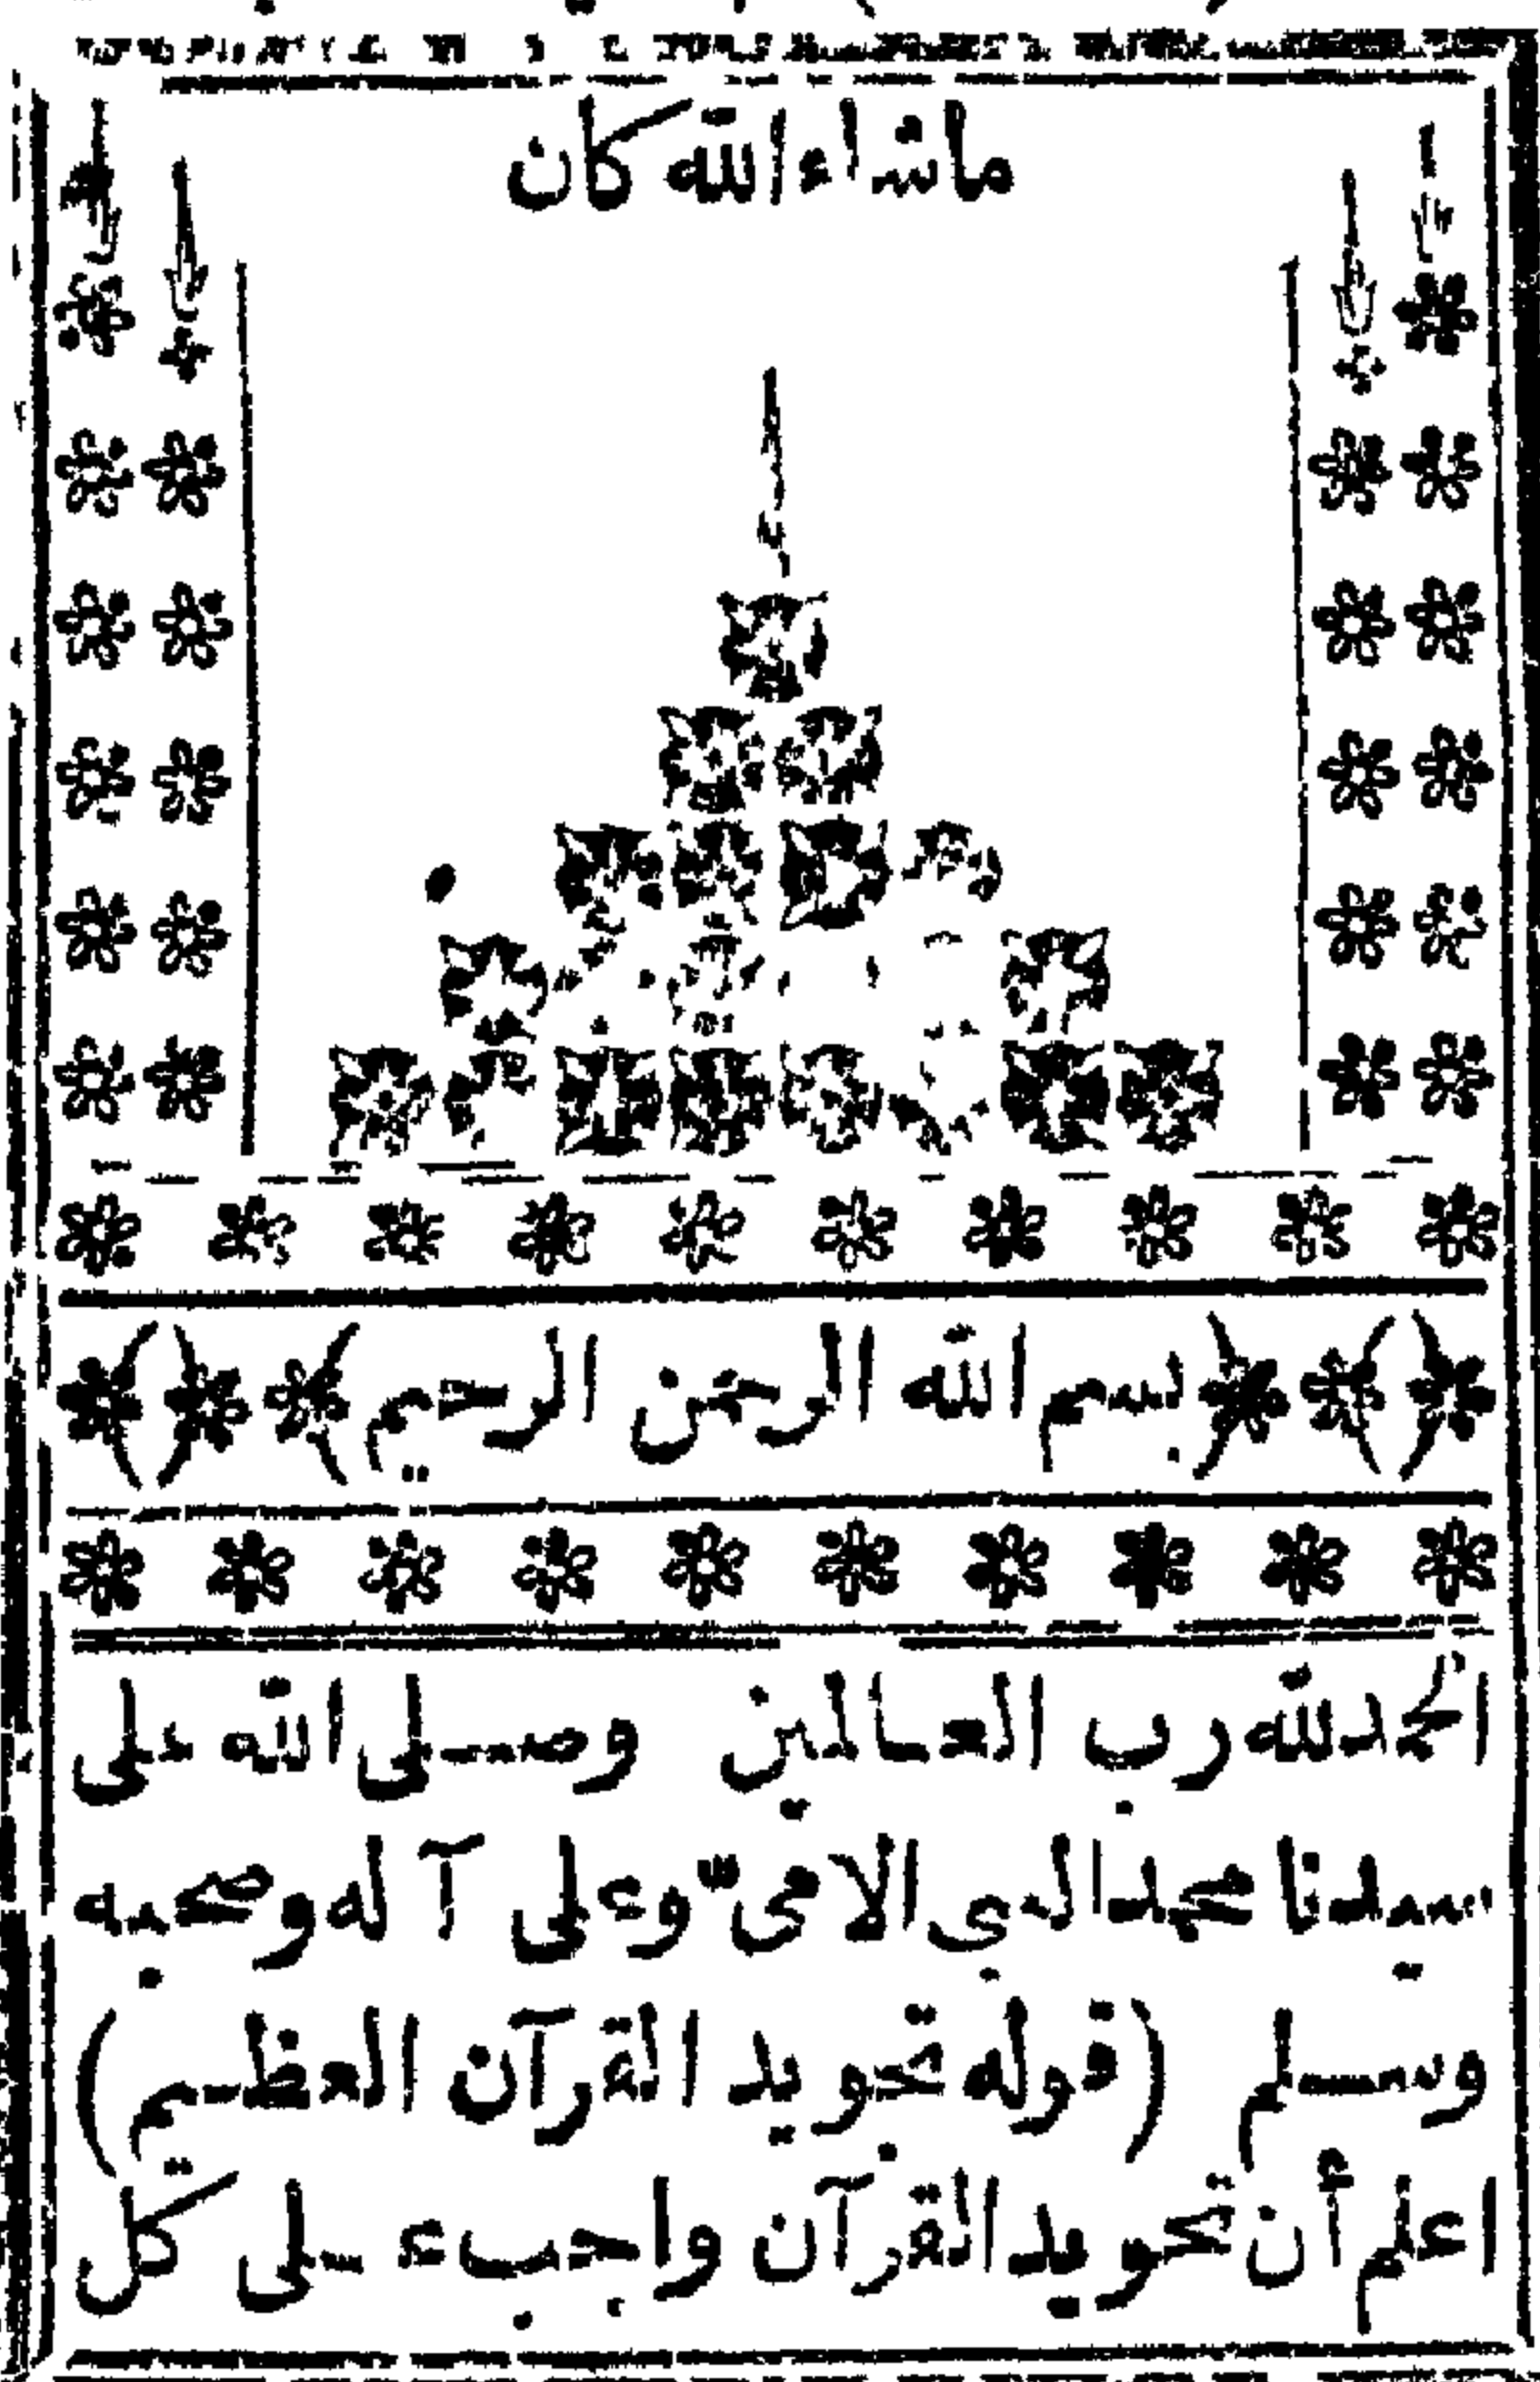 ماشاء الله كان
بسم الله الرحمن الرحيم
الحمد لله رب العالمين وصلى الله على
سيدنا محمد النبى الامىّ وعلى آله وصحبه
وسلم (قوله تجويد القرآن العظيم)
اعلم أن تجويد القرآن واجب على كل